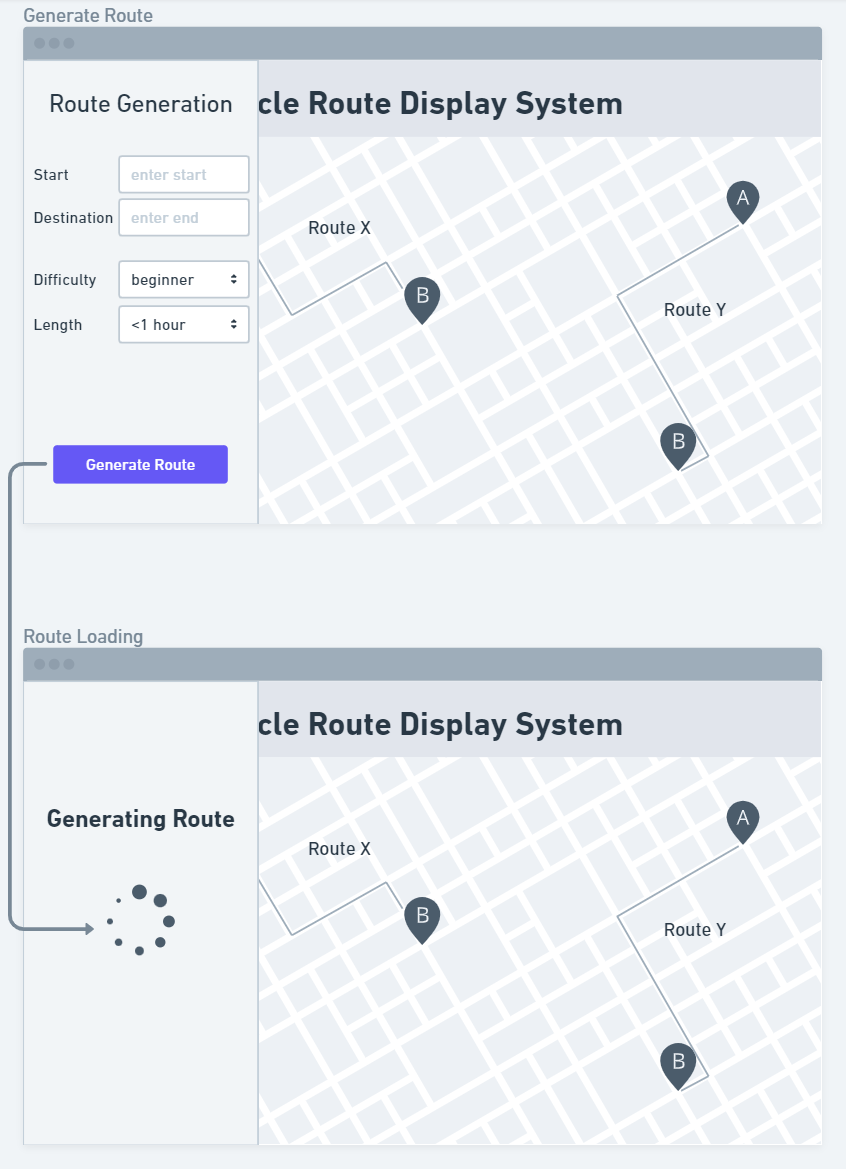 Generate Route
Route Generation
cle Route Display System
Start
enter start
Destination
enter end
Difficulty
beginner
Length
<1 hour
Generate Route
Route X
B
A
Route Y
B
Route Loading
cle Route Display System
Generating Route
Route X
B
A
Route Y
B